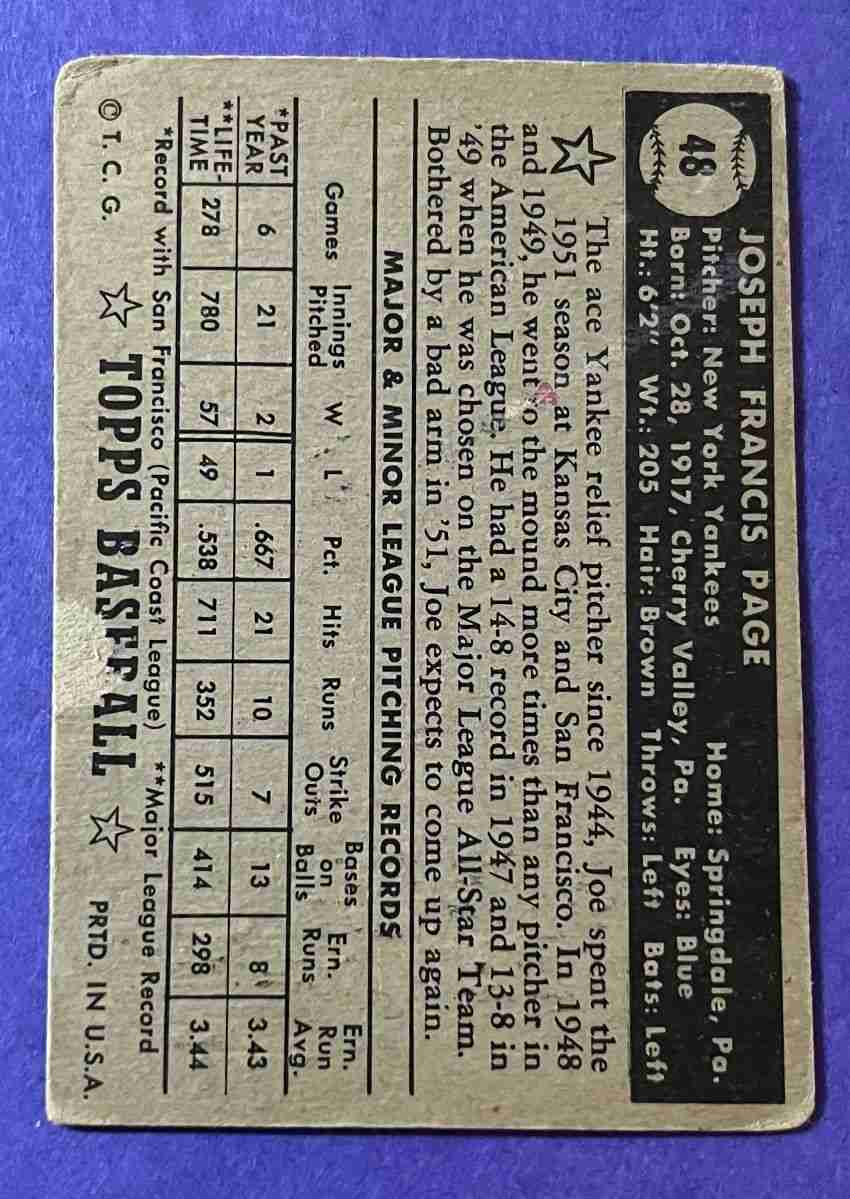 48
JOSEPH FRANCIS PAGE
Pitcher: New York Yankees Home: Springdale, Pa.
Born: Oct. 28, 1917, Cherry Valley, Pa. Eyes: Blue
Ht.: 6'2" Wt.: 205 Hair: Brown Throws: Left Bats: Left
The ace Yankee relief pitcher since 1944, Joe spent the
1951 season at Kansas City and San Francisco. In 1948
and 1949, he went to the mound more times than any pitcher in
the American League. He had a 14-8 record in 1947 and 13-8 in
'49 when he was chosen on the Major League All-Star Team.
Bothered by a bad arm in '51, Joe expects to come up again.
MAJOR & MINOR LEAGUE PITCHING RECORDS
Games Innings Pitched W L Pct. Hits Runs Strike Outs Bases on Balls Ern. Runs Ern. Run Avg.
*PAST YEAR 6 21 2 1 .667 21 10 7 13 8 3.43
**LIFE-TIME 278 780 57 49 .538 711 352 515 414 298 3.44
*Record with San Francisco (Pacific Coast League) **Major League Record
© T. C. G. TOPPS BASEBALL PRTD. IN U.S.A.